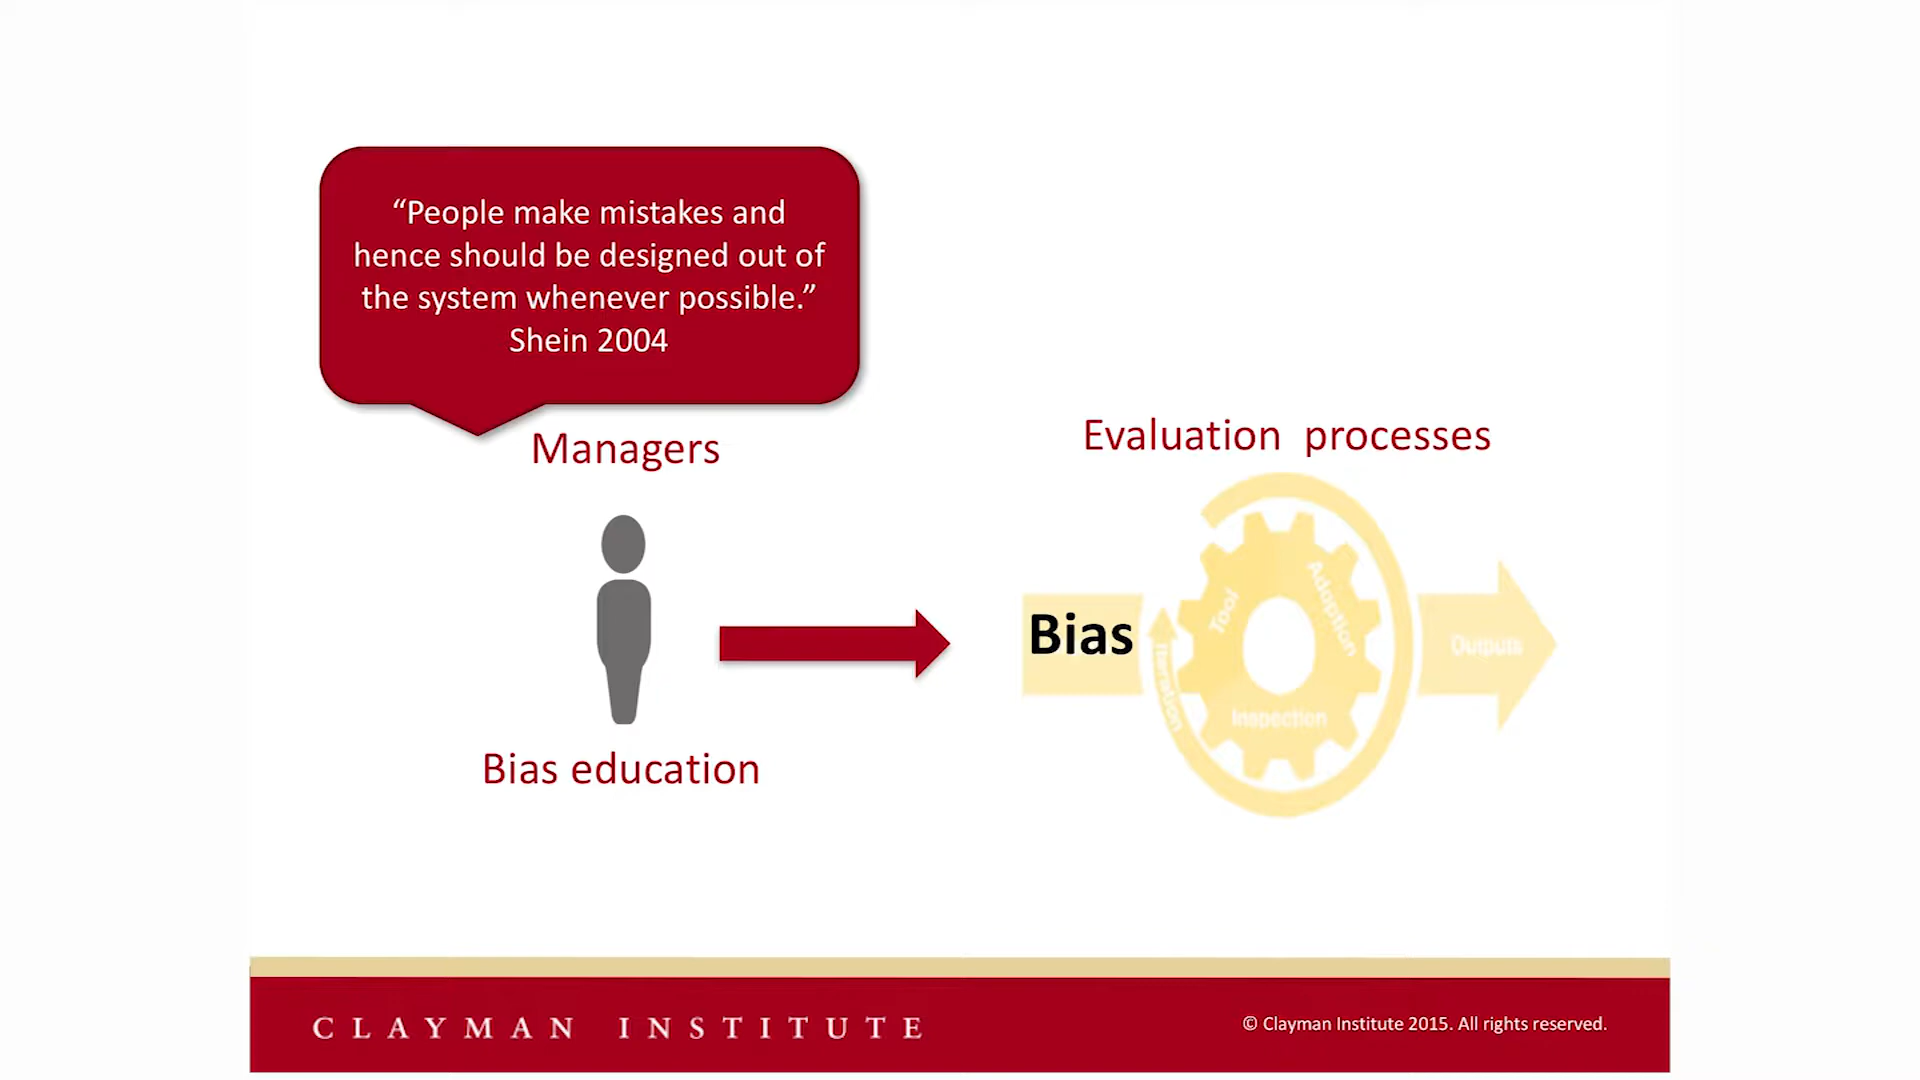 “People make mistakes and
hence should be designed out of
the system whenever possible.”
Shein 2004
Managers
Bias education
Evaluation processes
Bias
Iteration
Tool
Adoption
Inspection
Outputs
CLAYMAN INSTITUTE
© Clayman Institute 2015. All rights reserved.